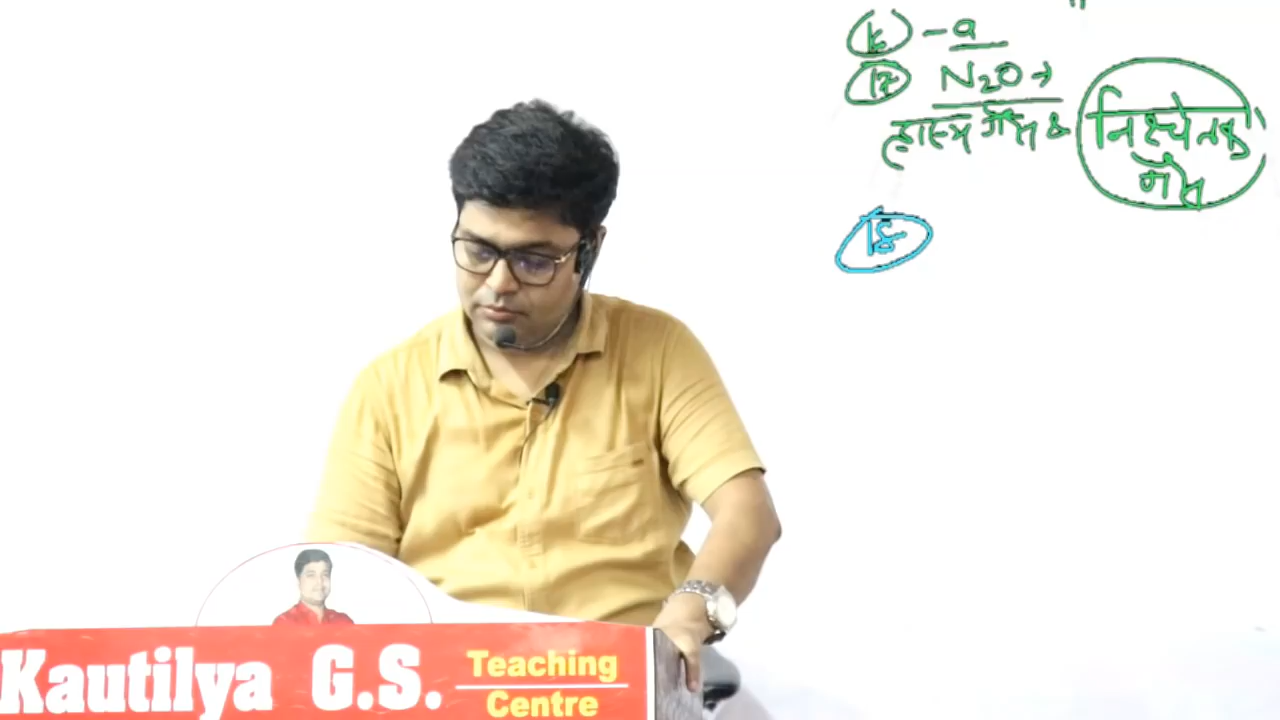 16 - a
17 N2O →
हास्य गैस &
निश्चेतक
गैस
18
Kautilya G.S. Teaching
Centre